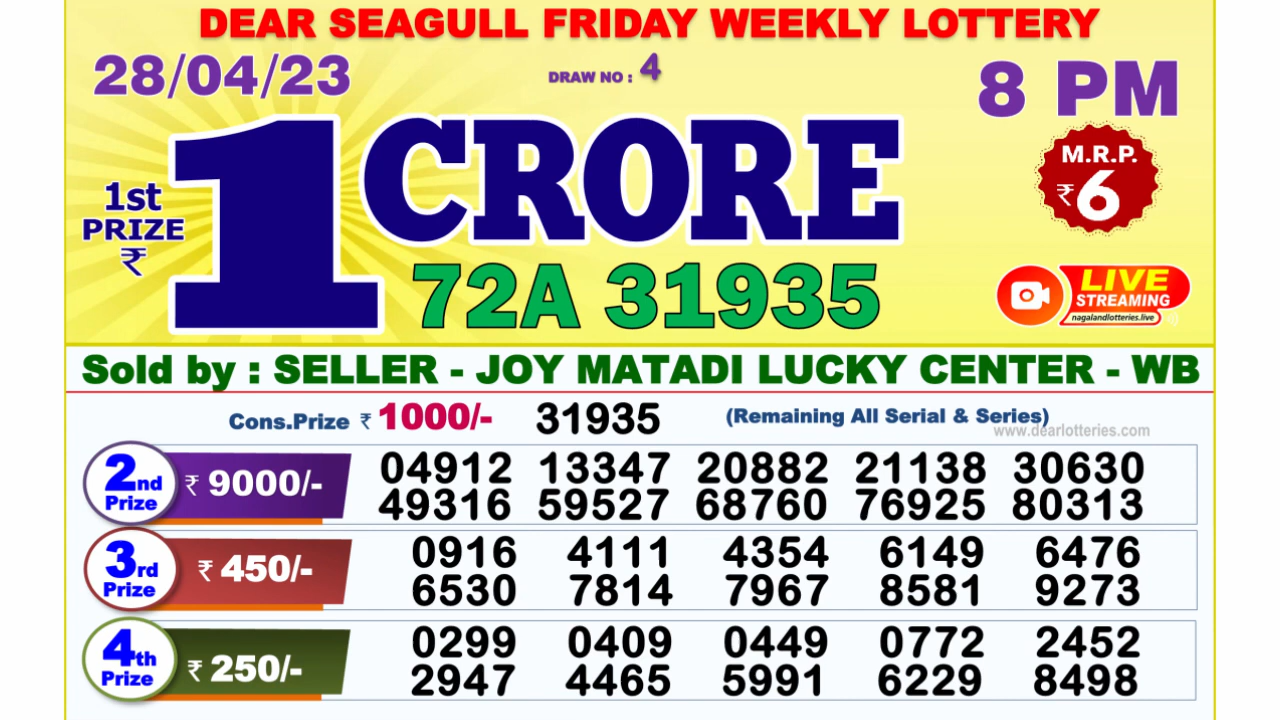 DEAR SEAGULL FRIDAY WEEKLY LOTTERY
28/04/23
DRAW NO : 4
8 PM
1st
PRIZE
₹
1 CRORE
M.R.P.
₹ 6
72A 31935
LIVE
STREAMING
nagalandlotteries.live
Sold by : SELLER - JOY MATADI LUCKY CENTER - WB
Cons.Prize ₹ 1000/- 31935 (Remaining All Serial & Series)
www.dearlotteries.com
2nd Prize ₹ 9000/-
04912 13347 20882 21138 30630
49316 59527 68760 76925 80313
3rd Prize ₹ 450/-
0916 4111 4354 6149 6476
6530 7814 7967 8581 9273
4th Prize ₹ 250/-
0299 0409 0449 0772 2452
2947 4465 5991 6229 8498